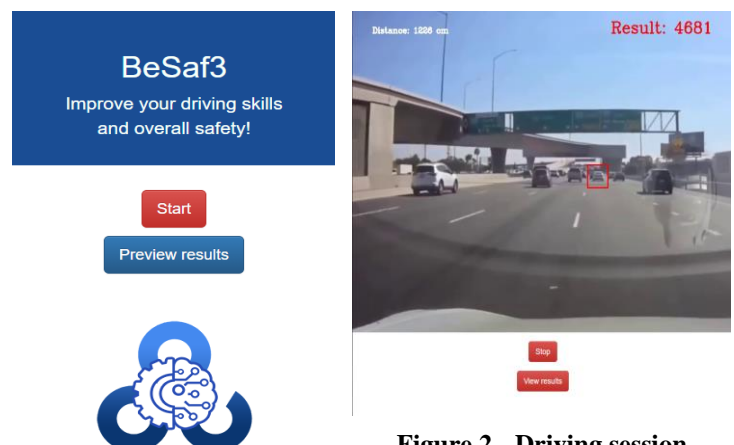 BeSaf3
Improve your driving skills
and overall safety!
Start
Preview results
Distance: 1226 cm
Result: 4681
Stop
View results
Figure 2. Driving session